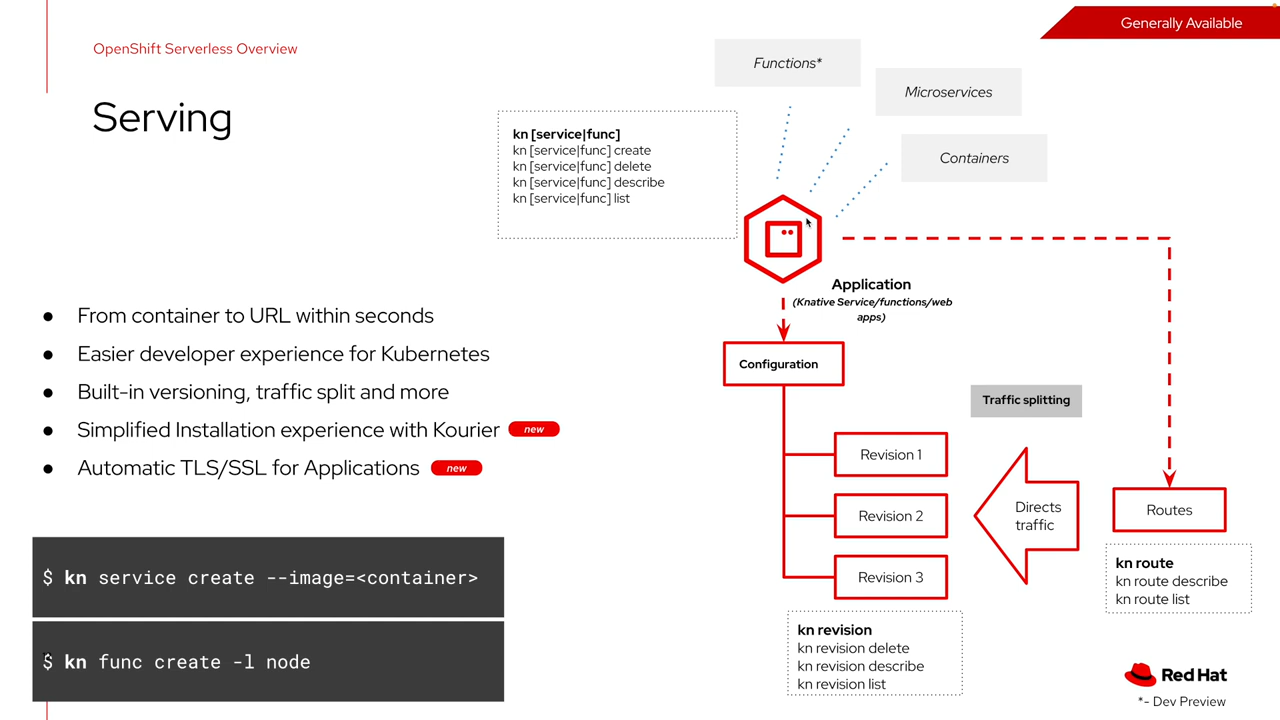 Generally Available
OpenShift Serverless Overview
Serving
Functions*
Microservices
Containers
kn [service|func]
kn [service|func] create
kn [service|func] delete
kn [service|func] describe
kn [service|func] list
Application
(Knative Service/functions/web
apps)
From container to URL within seconds
Easier developer experience for Kubernetes
Built-in versioning, traffic split and more
Simplified Installation experience with Kourier new
Automatic TLS/SSL for Applications new
$ kn service create --image=<container>
$ kn func create -l node
Configuration
Traffic splitting
Revision 1
Revision 2
Revision 3
Directs
traffic
Routes
kn route
kn route describe
kn route list
kn revision
kn revision delete
kn revision describe
kn revision list
Red Hat
*- Dev Preview